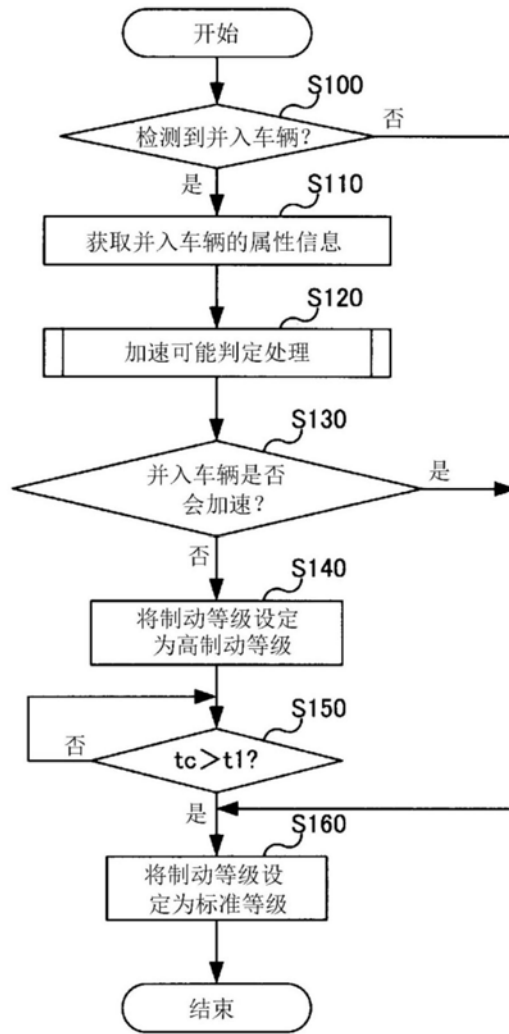 开始
S100
检测到并入车辆?
否
是
S110
获取并入车辆的属性信息
S120
加速可能判定处理
S130
并入车辆是否
会加速?
是
否
S140
将制动等级设定
为高制动等级
S150
tc>t1?
否
是
S160
将制动等级设
定为标准等级
结束